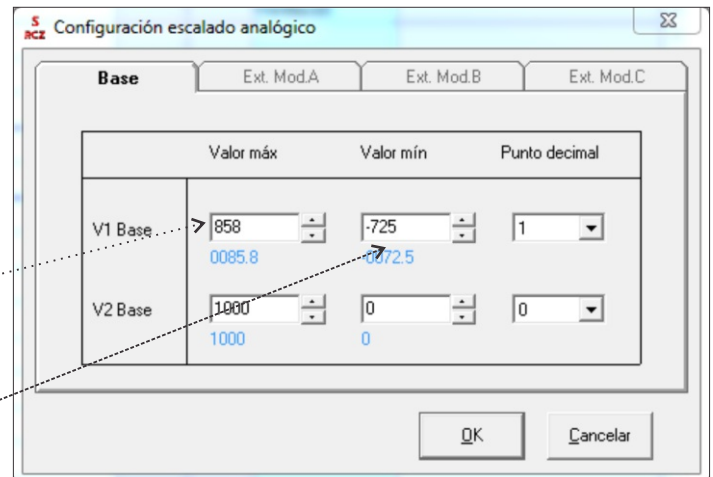 S
RCZ Configuración escalado analógico
Base Ext. Mod.A Ext. Mod.B Ext. Mod.C
Valor máx Valor mín Punto decimal
V1 Base 858 -725 1
0085.8 -0072.5
V2 Base 1000 0 0
1000 0
OK Cancelar